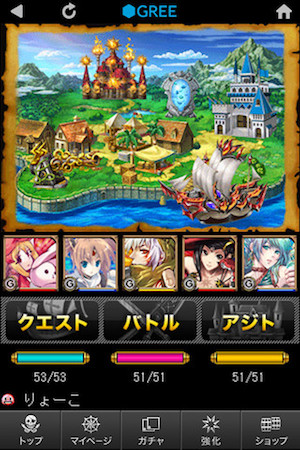 GREE
G G G G G
クエスト バトル アジト
53/53 51/51 51/51
りょーこ
トップ マイページ ガチャ 強化 ショップ